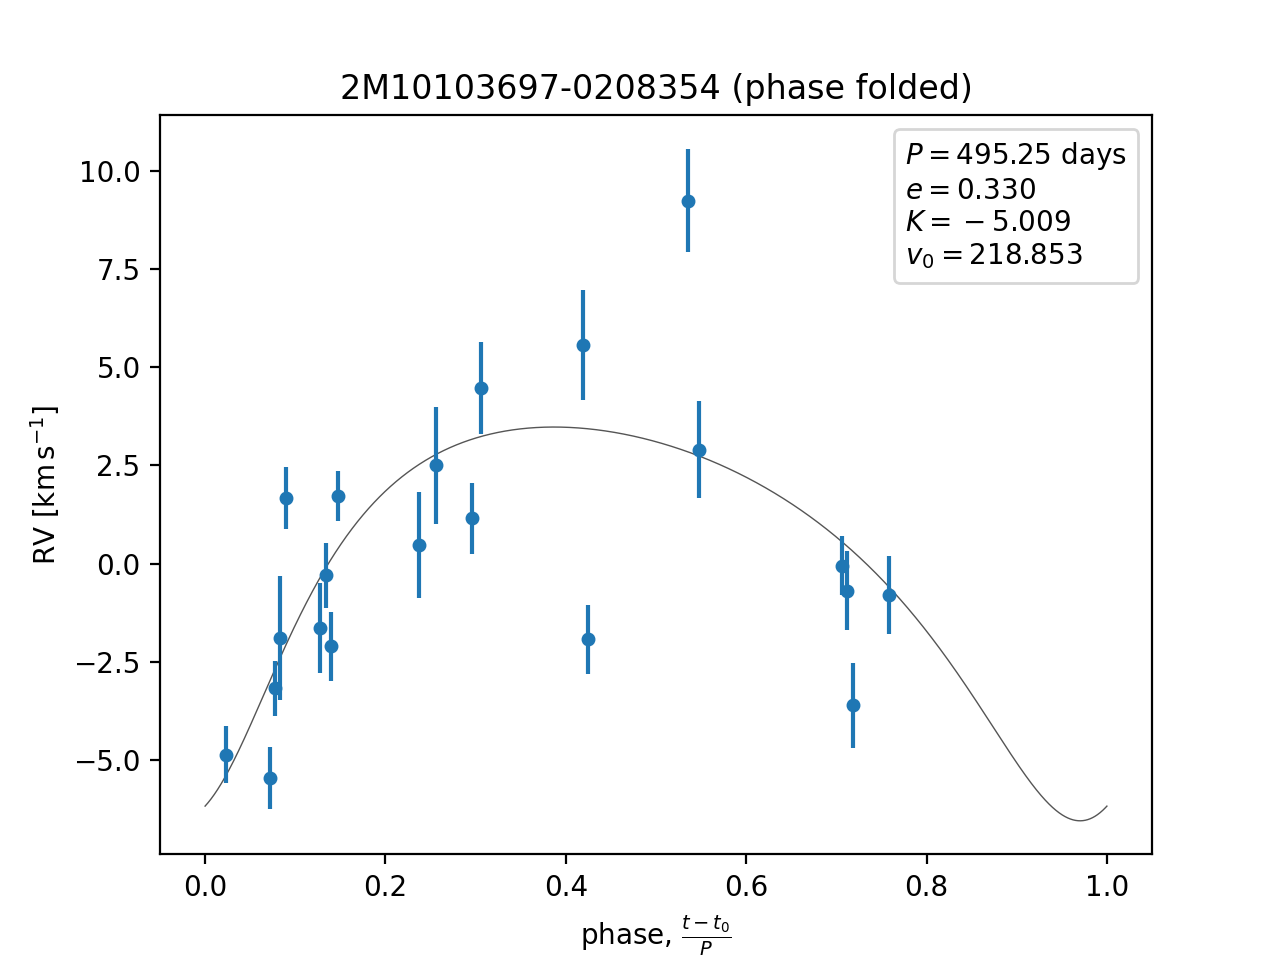 2M10103697-0208354 (phase folded)
P = 495.25 days
e = 0.330
K = −5.009
v₀ = 218.853
10.0
7.5
5.0
2.5
0.0
−2.5
−5.0
RV [km s⁻¹]
0.0 0.2 0.4 0.6 0.8 1.0
phase, (t − t₀)/P